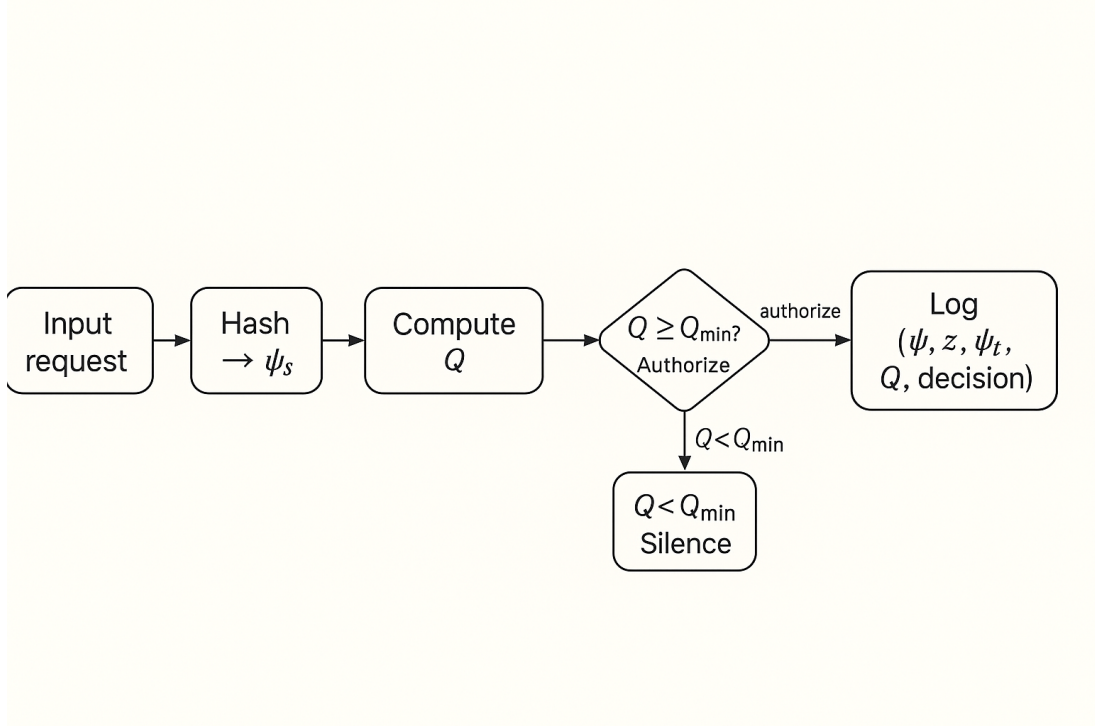 Input
request
Hash
→ ψₛ
Compute
Q
Q ≥ Qmin?
Authorize
authorize
Log
(ψ, z, ψₜ,
Q, decision)
Q<Qmin
Q<Qmin
Silence